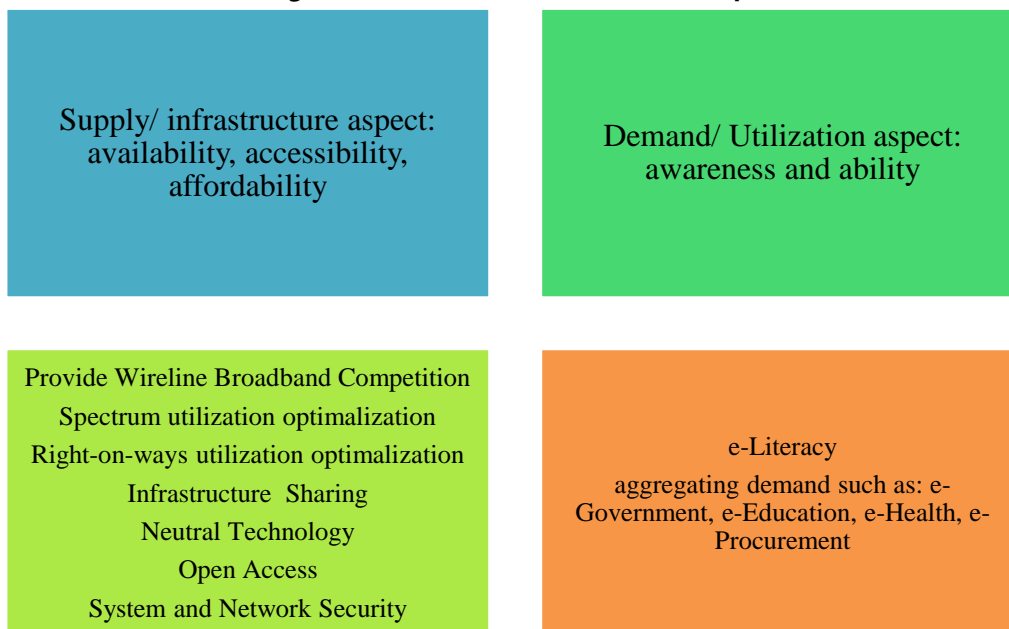 Supply/ infrastructure aspect:
availability, accessibility,
affordability
Demand/ Utilization aspect:
awareness and ability
Provide Wireline Broadband Competition
Spectrum utilization optimalization
Right-on-ways utilization optimalization
Infrastructure Sharing
Neutral Technology
Open Access
System and Network Security
e-Literacy
aggregating demand such as: e-
Government, e-Education, e-Health, e-
Procurement